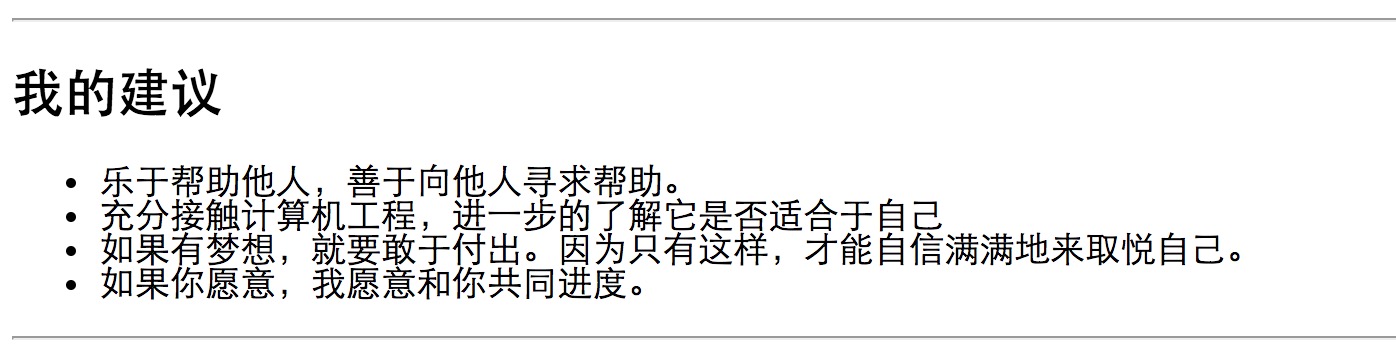 我的建议
乐于帮助他人，善于向他人寻求帮助。
充分接触计算机工程，进一步的了解它是否适合于自己
如果有梦想，就要敢于付出。因为只有这样，才能自信满满地来取悦自己。
如果你愿意，我愿意和你共同进度。